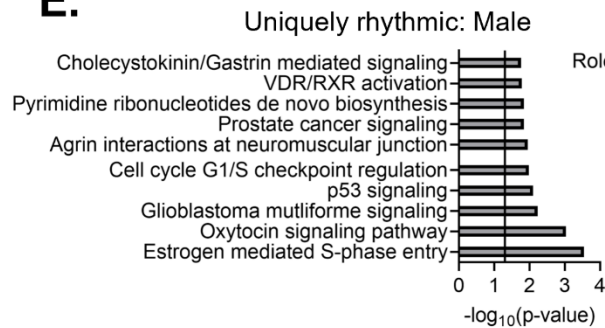 E.
Uniquely rhythmic: Male
Cholecystokinin/Gastrin mediated signaling
Role
VDR/RXR activation
Pyrimidine ribonucleotides de novo biosynthesis
Prostate cancer signaling
Agrin interactions at neuromuscular junction
Cell cycle G1/S checkpoint regulation
p53 signaling
Glioblastoma mutliforme signaling
Oxytocin signaling pathway
Estrogen mediated S-phase entry
0 1 2 3 4
-log10(p-value)